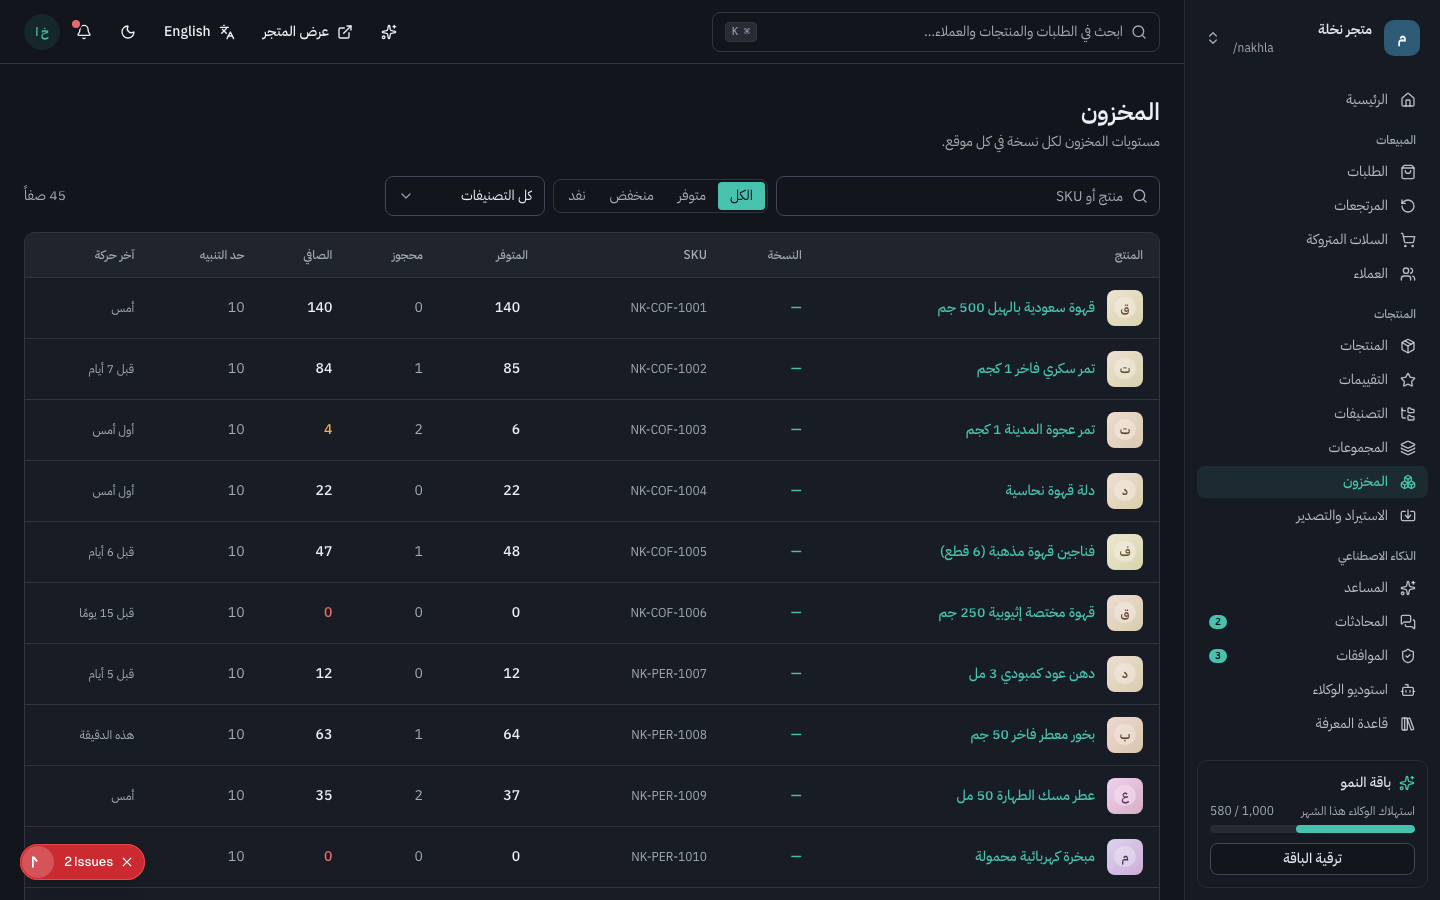 م
متجر نخلة
/nakhla
ابحث في الطلبات والمنتجات والعملاء...
⌘ K
عرض المتجر
English
خ ا
الرئيسية
المبيعات
الطلبات
المرتجعات
السلات المتروكة
العملاء
المنتجات
المنتجات
التقييمات
التصنيفات
المجموعات
المخزون
الاستيراد والتصدير
الذكاء الاصطناعي
المساعد
المحادثات 2
الموافقات 3
استوديو الوكلاء
قاعدة المعرفة
باقة النمو
استهلاك الوكلاء هذا الشهر 580 / 1,000
ترقية الباقة
المخزون
مستويات المخزون لكل نسخة في كل موقع.
منتج أو SKU
الكل متوفر منخفض نفد
كل التصنيفات
45 صفاً
المنتج النسخة SKU المتوفر محجوز الصافي حد التنبيه آخر حركة
ق قهوة سعودية بالهيل 500 جم — NK-COF-1001 140 0 140 10 أمس
ت تمر سكري فاخر 1 كجم — NK-COF-1002 85 1 84 10 قبل 7 أيام
ت تمر عجوة المدينة 1 كجم — NK-COF-1003 6 2 4 10 أول أمس
د دلة قهوة نحاسية — NK-COF-1004 22 0 22 10 أول أمس
ف فناجين قهوة مذهبة (6 قطع) — NK-COF-1005 48 1 47 10 قبل 6 أيام
ق قهوة مختصة إثيوبية 250 جم — NK-COF-1006 0 0 0 10 قبل 15 يومًا
د دهن عود كمبودي 3 مل — NK-PER-1007 12 0 12 10 قبل 5 أيام
ب بخور معطر فاخر 50 جم — NK-PER-1008 64 1 63 10 هذه الدقيقة
ع عطر مسك الطهارة 50 مل — NK-PER-1009 37 2 35 10 أمس
م مبخرة كهربائية محمولة — NK-PER-1010 0 0 0 10
2 Issues